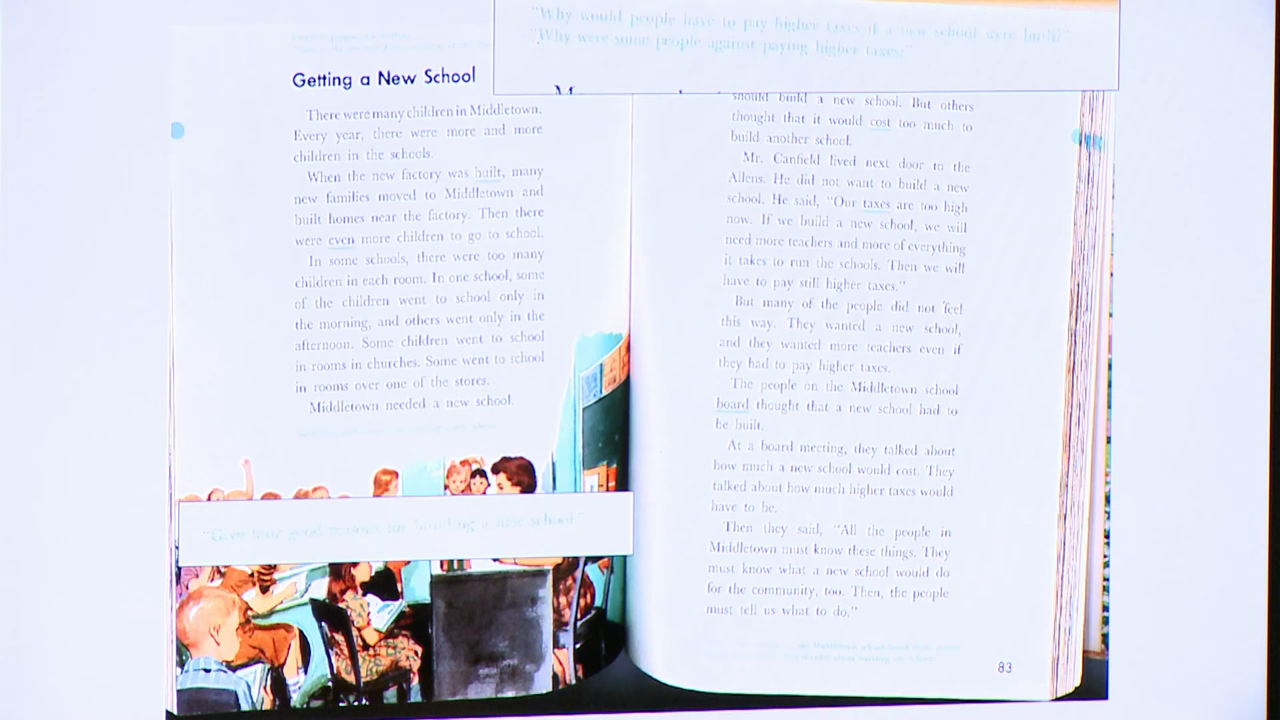 "Why would people have to pay higher taxes if a new school were built?"
"Why were some people against paying higher taxes?"
Getting a New School
There were many children in Middletown.
Every year, there were more and more
children in the schools.
When the new factory was built, many
new families moved to Middletown and
built homes near the factory. Then there
were even more children to go to school.
In some schools, there were too many
children in each room. In one school, some
of the children went to school only in
the morning, and others went only in the
afternoon. Some children went to school
in rooms in churches. Some went to school
in rooms over one of the stores.
Middletown needed a new school.
"Give four good reasons for building a new school"
should build a new school. But others
thought that it would cost too much to
build another school.
Mr. Canfield lived next door to the
Allens. He did not want to build a new
school. He said, "Our taxes are too high
now. If we build a new school, we will
need more teachers and more of everything
it takes to run the schools. Then we will
have to pay still higher taxes."
But many of the people did not feel
this way. They wanted a new school,
and they wanted more teachers even if
they had to pay higher taxes.
The people on the Middletown school
board thought that a new school had to
be built.
At a board meeting, they talked about
how much a new school would cost. They
talked about how much higher taxes would
have to be.
Then they said, "All the people in
Middletown must know these things. They
must know what a new school would do
for the community, too. Then, the people
must tell us what to do."
83